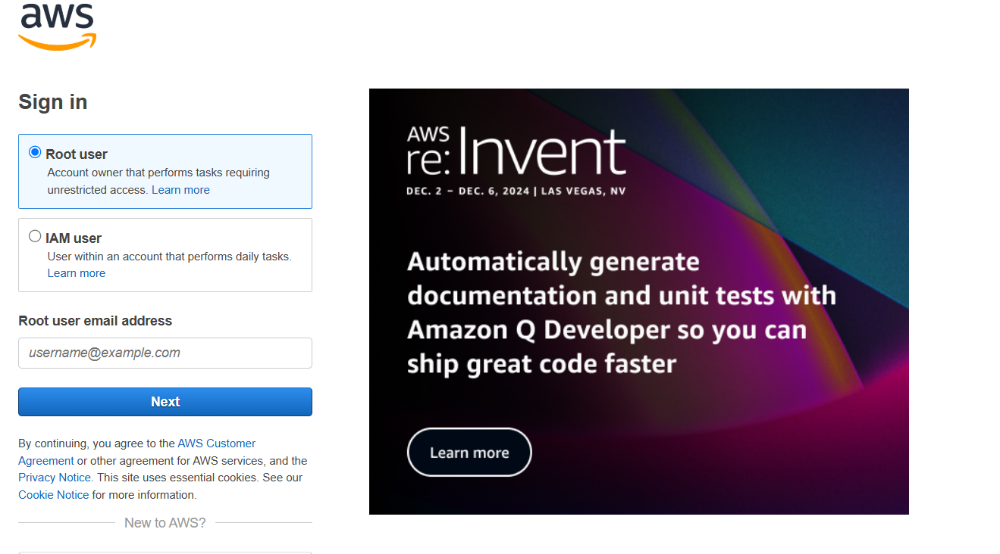 aws
Sign in
Root user
Account owner that performs tasks requiring
unrestricted access. Learn more
IAM user
User within an account that performs daily tasks.
Learn more
Root user email address
username@example.com
Next
By continuing, you agree to the AWS Customer
Agreement or other agreement for AWS services, and the
Privacy Notice. This site uses essential cookies. See our
Cookie Notice for more information.
New to AWS?
AWS
re:Invent
DEC. 2 – DEC. 6, 2024 | LAS VEGAS, NV
Automatically generate
documentation and unit tests with
Amazon Q Developer so you can
ship great code faster
Learn more